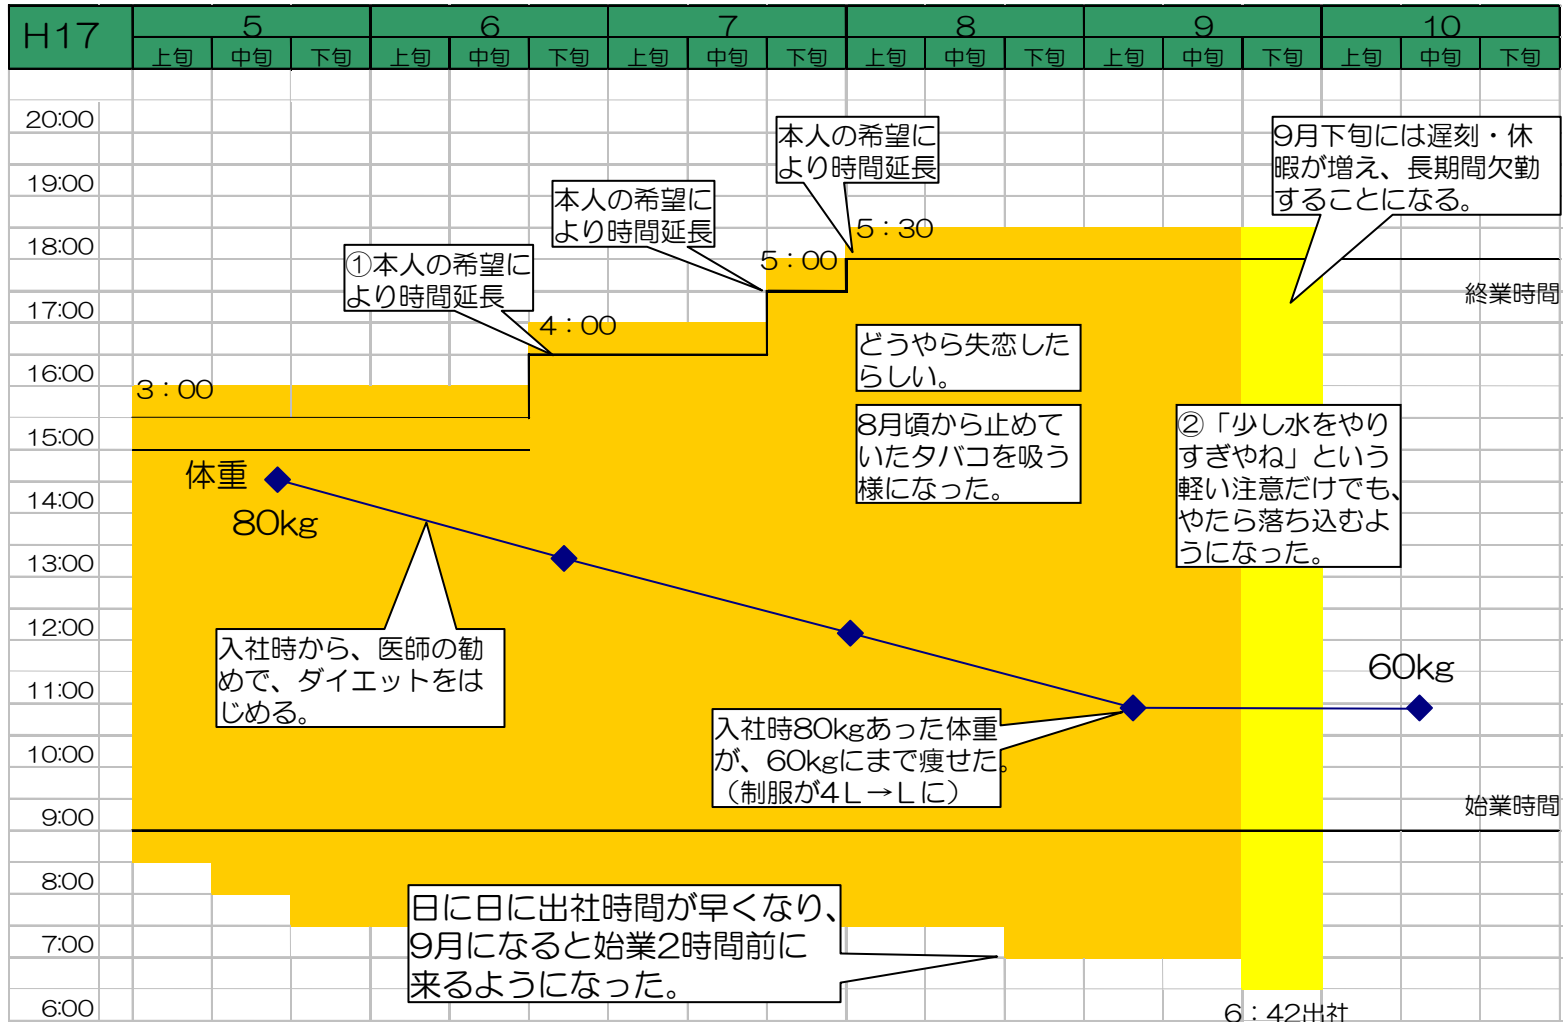 H17
5
6
7
8
9
10
上旬 中旬 下旬 上旬 中旬 下旬 上旬 中旬 下旬 上旬 中旬 下旬 上旬 中旬 下旬 上旬 中旬 下旬
20:00
19:00
18:00
17:00
16:00
15:00
14:00
13:00
12:00
11:00
10:00
9:00
8:00
7:00
6:00
本人の希望に
より時間延長
9月下旬には遅刻・休
暇が増え、長期間欠勤
することになる。
本人の希望に
より時間延長
5：30
①本人の希望に
より時間延長
5：00
終業時間
4：00
どうやら失恋した
らしい。
3：00
8月頃から止めて
いたタバコを吸う
様になった。
②「少し水をやり
すぎやね」という
軽い注意だけでも、
やたら落ち込むよ
うになった。
体重
80kg
入社時から、医師の勧
めで、ダイエットをは
じめる。
60kg
入社時80kgあった体重
が、60kgにまで痩せた。
（制服が4Ｌ→Ｌに）
始業時間
日に日に出社時間が早くなり、
9月になると始業2時間前に
来るようになった。
6：42出社